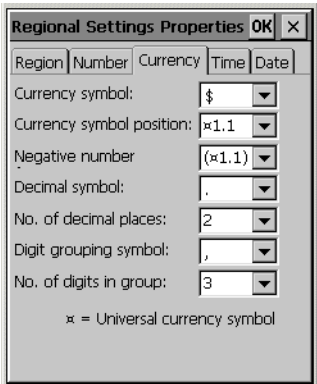 Regional Settings Properties OK ×
Region Number Currency Time Date
Currency symbol: $
Currency symbol position: ¤1.1
Negative number (¤1.1)
Decimal symbol: .
No. of decimal places: 2
Digit grouping symbol: ,
No. of digits in group: 3
¤ = Universal currency symbol